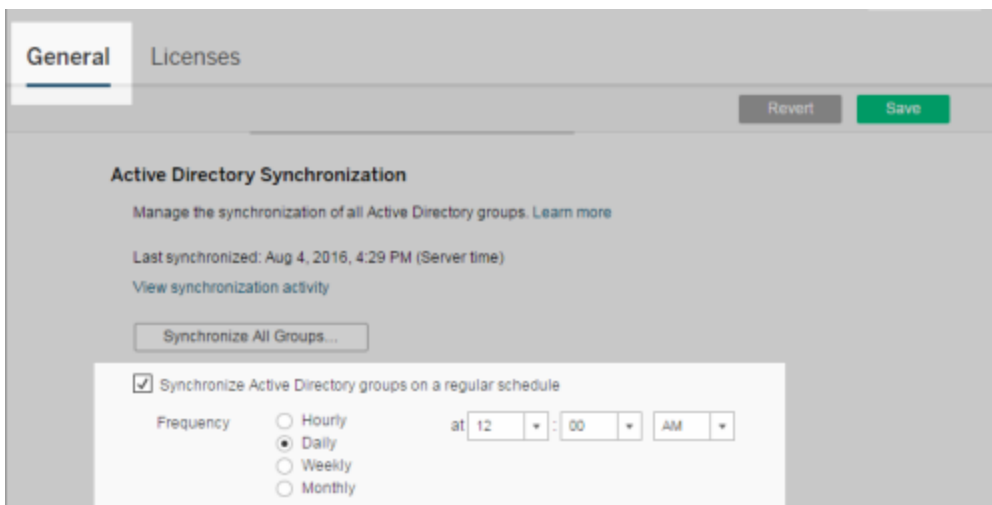 General Licenses
Revert Save
Active Directory Synchronization
Manage the synchronization of all Active Directory groups. Learn more
Last synchronized: Aug 4, 2016, 4:29 PM (Server time)
View synchronization activity
Synchronize All Groups...
Synchronize Active Directory groups on a regular schedule
Frequency Hourly at 12 : 00 AM
Daily
Weekly
Monthly